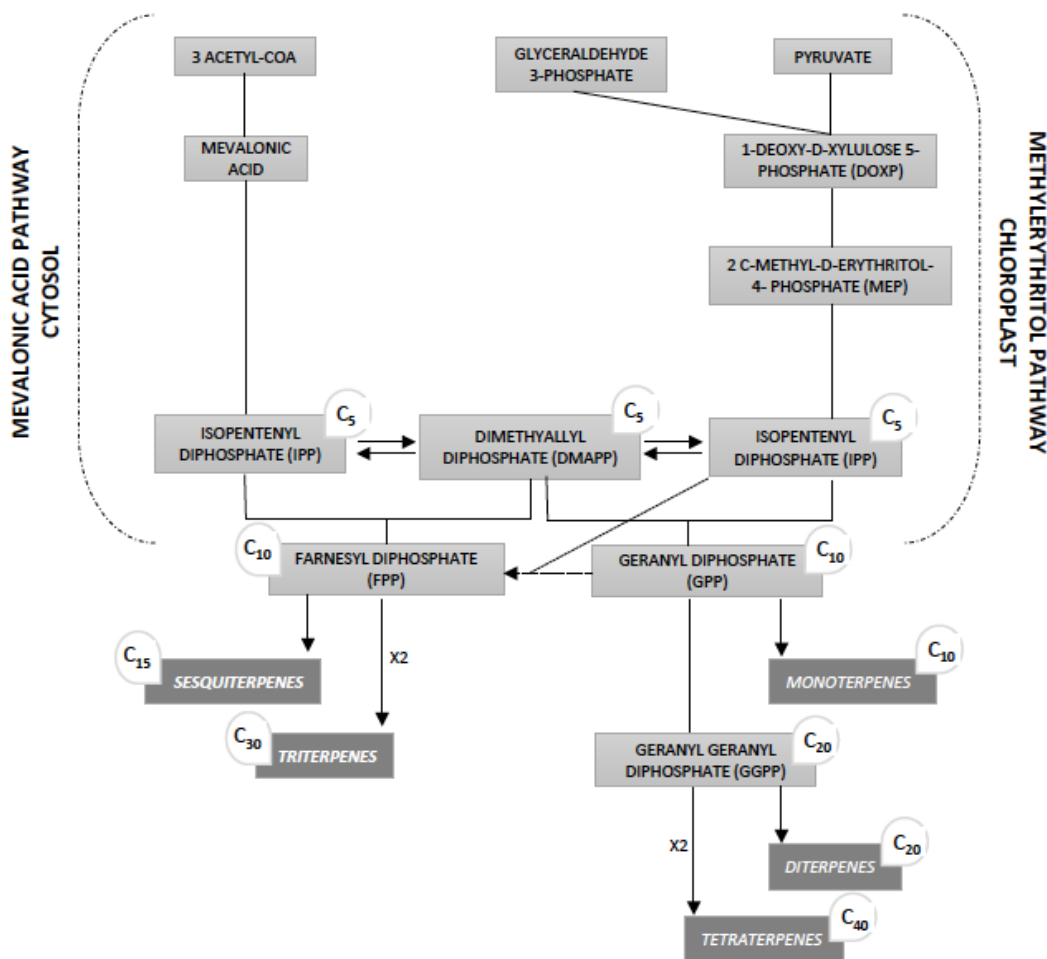 3 ACETYL-COA
GLYCERALDEHYDE
3-PHOSPHATE
PYRUVATE
MEVALONIC
ACID
1-DEOXY-D-XYLULOSE 5-
PHOSPHATE (DOXP)
2 C-METHYL-D-ERYTHRITOL-
4- PHOSPHATE (MEP)
MEVALONIC ACID PATHWAY
CYTOSOL
METHYLERYTHRITOL PATHWAY
CHLOROPLAST
C5
ISOPENTENYL
DIPHOSPHATE (IPP)
C5
DIMETHYALLYL
DIPHOSPHATE (DMAPP)
C5
ISOPENTENYL
DIPHOSPHATE (IPP)
C10
FARNESYL DIPHOSPHATE
(FPP)
GERANYL DIPHOSPHATE
(GPP)
C10
X2
C15
SESQUITERPENES
C10
MONOTERPENES
C30
TRITERPENES
GERANYL GERANYL
DIPHOSPHATE (GGPP)
C20
X2
C20
DITERPENES
C40
TETRATERPENES